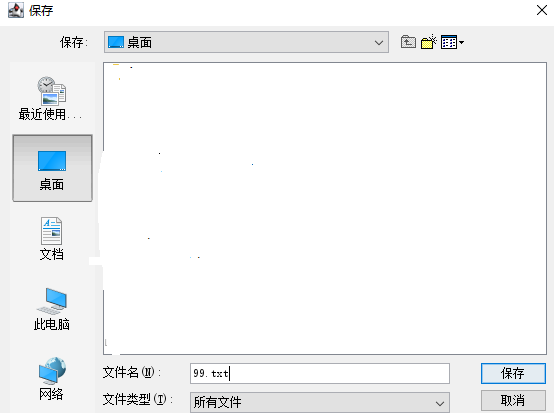 保存
保存:
桌面
最近使用...
桌面
文档
此电脑
网络
文件名(N):
99.txt
保存
文件类型(T):
所有文件
取消